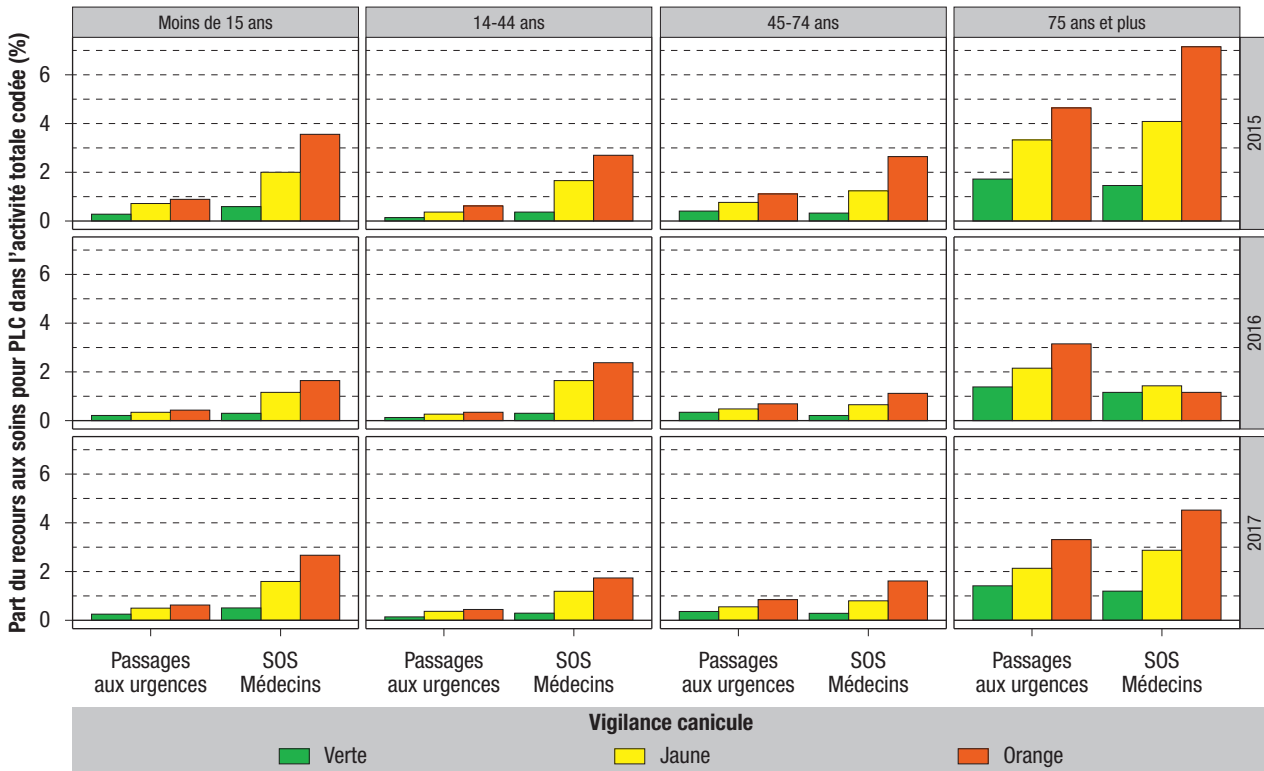 Moins de 15 ans
14-44 ans
45-74 ans
75 ans et plus
Part du recours aux soins pour PLC dans l'activité totale codée (%)
6
4
2
0
2015
6
4
2
0
2016
6
4
2
0
2017
Passages aux urgences
SOS Médecins
Passages aux urgences
SOS Médecins
Passages aux urgences
SOS Médecins
Passages aux urgences
SOS Médecins
Vigilance canicule
Verte
Jaune
Orange